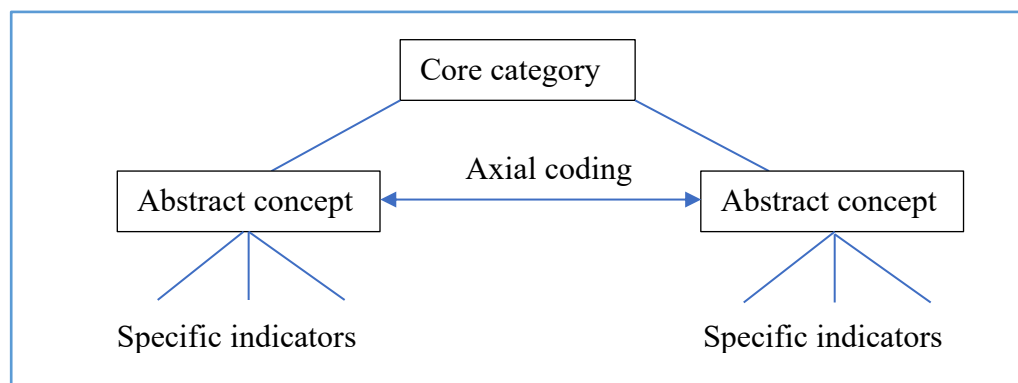 Core category
Axial coding
Abstract concept
Abstract concept
Specific indicators
Specific indicators